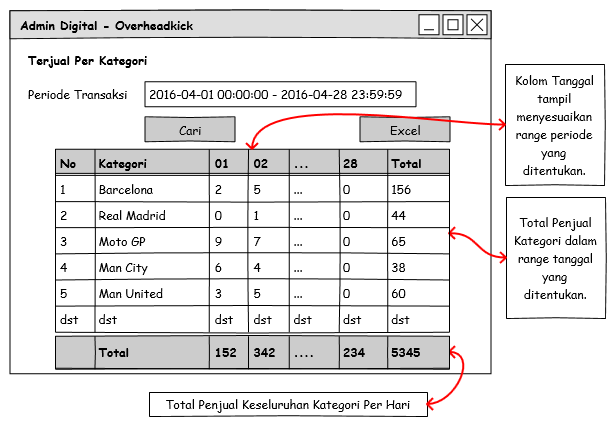 Admin Digital - Overheadkick
Terjual Per Kategori
Periode Transaksi 2016-04-01 00:00:00 - 2016-04-28 23:59:59
Cari Excel
No Kategori 01 02 ... 28 Total
1 Barcelona 2 5 ... 0 156
2 Real Madrid 0 1 ... 0 44
3 Moto GP 9 7 ... 0 65
4 Man City 6 4 ... 0 38
5 Man United 3 5 ... 0 60
dst dst dst dst dst dst dst
Total 152 342 .... 234 5345
Kolom Tanggal
tampil
menyesuaikan
range periode
yang
ditentukan.
Total Penjual
Kategori dalam
range tanggal
yang
ditentukan.
Total Penjual Keseluruhan Kategori Per Hari